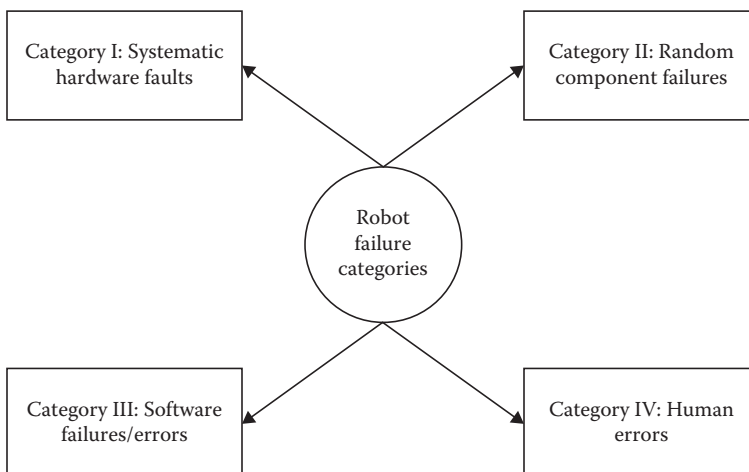 Category I: Systematic
hardware faults
Category II: Random
component failures
Robot
failure
categories
Category III: Software
failures/errors
Category IV: Human
errors